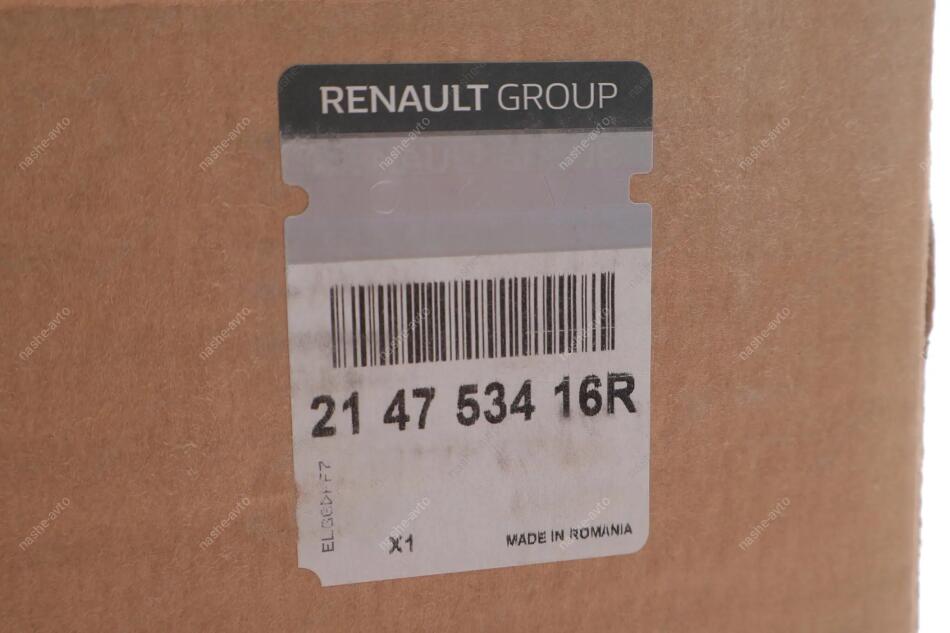 RENAULT GROUP
21 47 534 16R
X1
MADE IN ROMANIA
nashe-avto